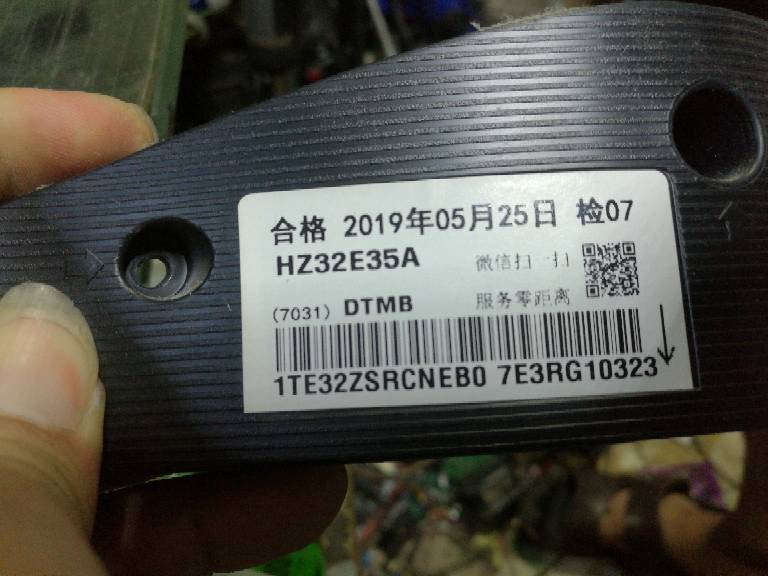 合格 2019年05月25日 检07
HZ32E35A
微信扫一扫
(7031) DTMB
服务零距离
1TE32ZSRCNEB0 7E3RG10323